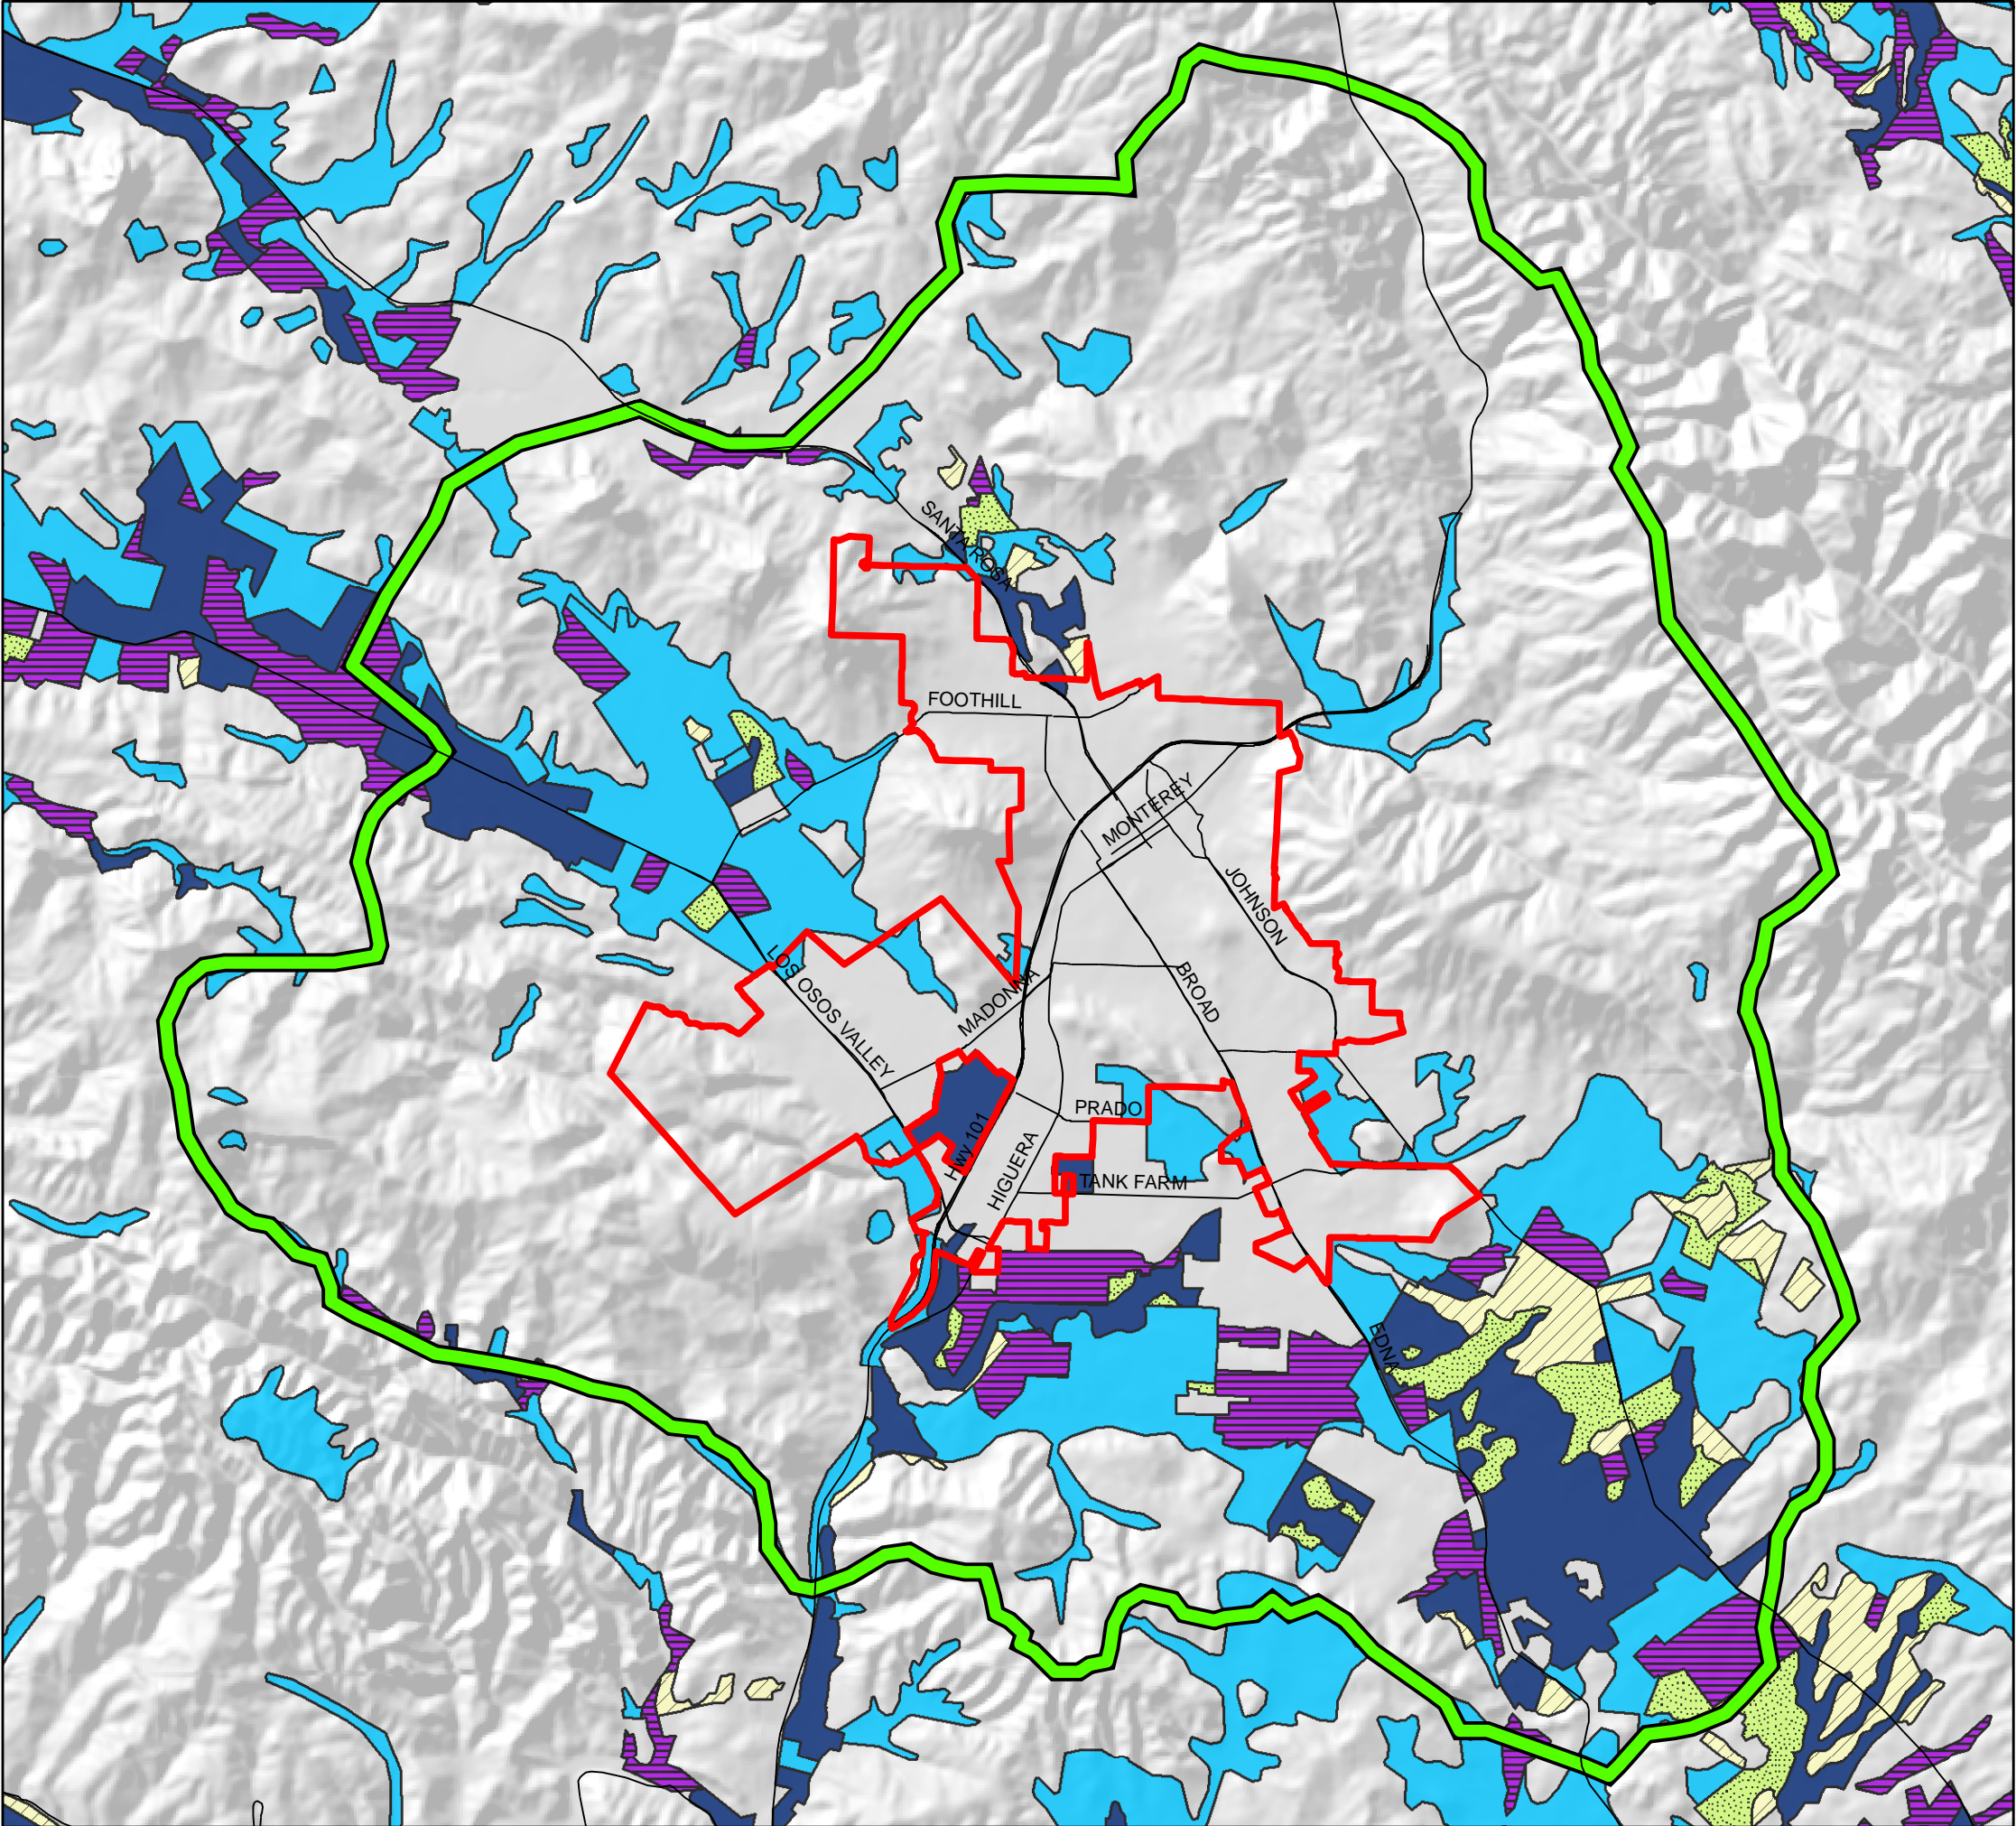 SANTA ROSA
FOOTHILL
MONTEREY
JOHNSON
LOS OSOS VALLEY
MADONNA
BROAD
PRADO
Hwy 101
HIGUERA
TANK FARM
EDNA